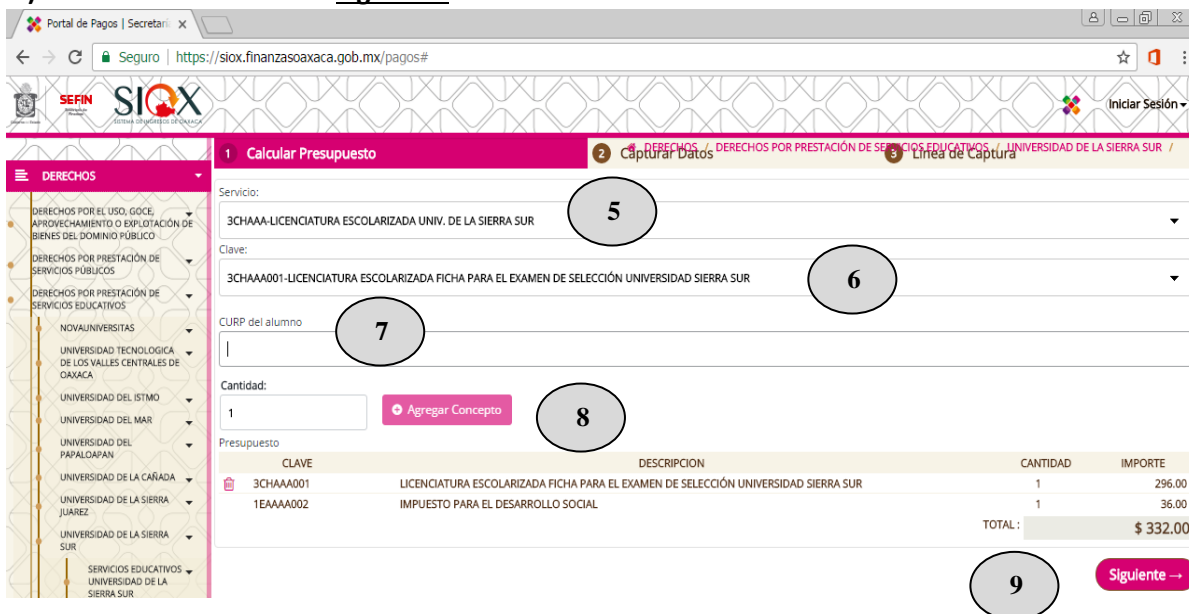 Portal de Pagos | Secretari
Seguro | https://siox.finanzasoaxaca.gob.mx/pagos#
SEFIN
SIOX
SISTEMA DE INGRESOS DE OAXACA
Iniciar Sesión
DERECHOS
1 Calcular Presupuesto
2 Capturar Datos
3 Línea de Captura
DERECHOS / DERECHOS POR PRESTACIÓN DE SERVICIOS EDUCATIVOS / UNIVERSIDAD DE LA SIERRA SUR /
DERECHOS POR EL USO, GOCE,
APROVECHAMIENTO O EXPLOTACIÓN DE
BIENES DEL DOMINIO PÚBLICO
DERECHOS POR PRESTACIÓN DE
SERVICIOS PÚBLICOS
DERECHOS POR PRESTACIÓN DE
SERVICIOS EDUCATIVOS
NOVAUNIVERSITAS
UNIVERSIDAD TECNOLOGICA
DE LOS VALLES CENTRALES DE
OAXACA
UNIVERSIDAD DEL ISTMO
UNIVERSIDAD DEL MAR
UNIVERSIDAD DEL
PAPALOAPAN
UNIVERSIDAD DE LA CAÑADA
UNIVERSIDAD DE LA SIERRA
JUAREZ
UNIVERSIDAD DE LA SIERRA
SUR
SERVICIOS EDUCATIVOS
UNIVERSIDAD DE LA
SIERRA SUR
Servicio:
3CHAAA-LICENCIATURA ESCOLARIZADA UNIV. DE LA SIERRA SUR
5
Clave:
3CHAAA001-LICENCIATURA ESCOLARIZADA FICHA PARA EL EXAMEN DE SELECCIÓN UNIVERSIDAD SIERRA SUR
6
CURP del alumno
7
Cantidad:
1
Agregar Concepto
8
Presupuesto
CLAVE DESCRIPCION CANTIDAD IMPORTE
3CHAAA001 LICENCIATURA ESCOLARIZADA FICHA PARA EL EXAMEN DE SELECCIÓN UNIVERSIDAD SIERRA SUR 1 296.00
1EAAAA002 IMPUESTO PARA EL DESARROLLO SOCIAL 1 36.00
TOTAL : $ 332.00
9
Siguiente →